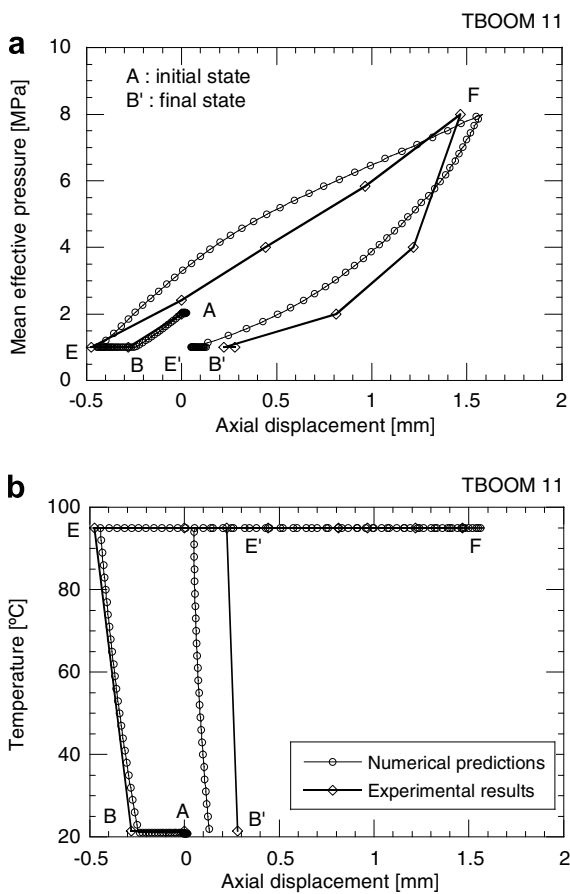 TBOOM 11
a
10
8
6
4
2
0
Mean effective pressure [MPa]
A : initial state
B' : final state
F
A
E
B
E'
B'
-0.5
0
0.5
1
1.5
2
Axial displacement [mm]
b
TBOOM 11
100
80
60
40
20
Temperature [ºC]
E
E'
F
B
A
B'
Numerical predictions
Experimental results
-0.5
0
0.5
1
1.5
2
Axial displacement [mm]